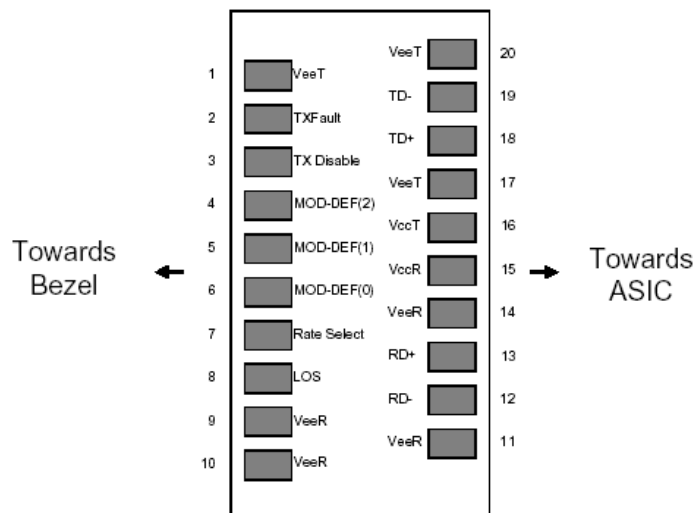 VeeT 20
1 VeeT
TD- 19
2 TXFault
TD+ 18
3 TX Disable
VeeT 17
4 MOD-DEF(2)
VccT 16
5 MOD-DEF(1)
VccR 15
6 MOD-DEF(0)
VeeR 14
7 Rate Select
RD+ 13
8 LOS
RD- 12
9 VeeR
VeeR 11
10 VeeR
Towards
Bezel
Towards
ASIC